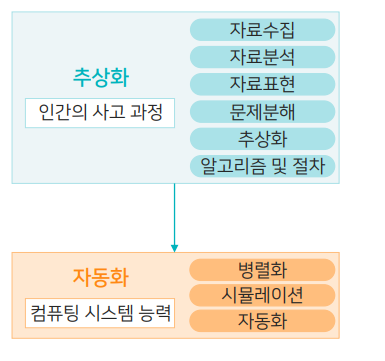 추상화
인간의 사고 과정
자료수집
자료분석
자료표현
문제분해
추상화
알고리즘 및 절차
자동화
컴퓨팅 시스템 능력
병렬화
시뮬레이션
자동화